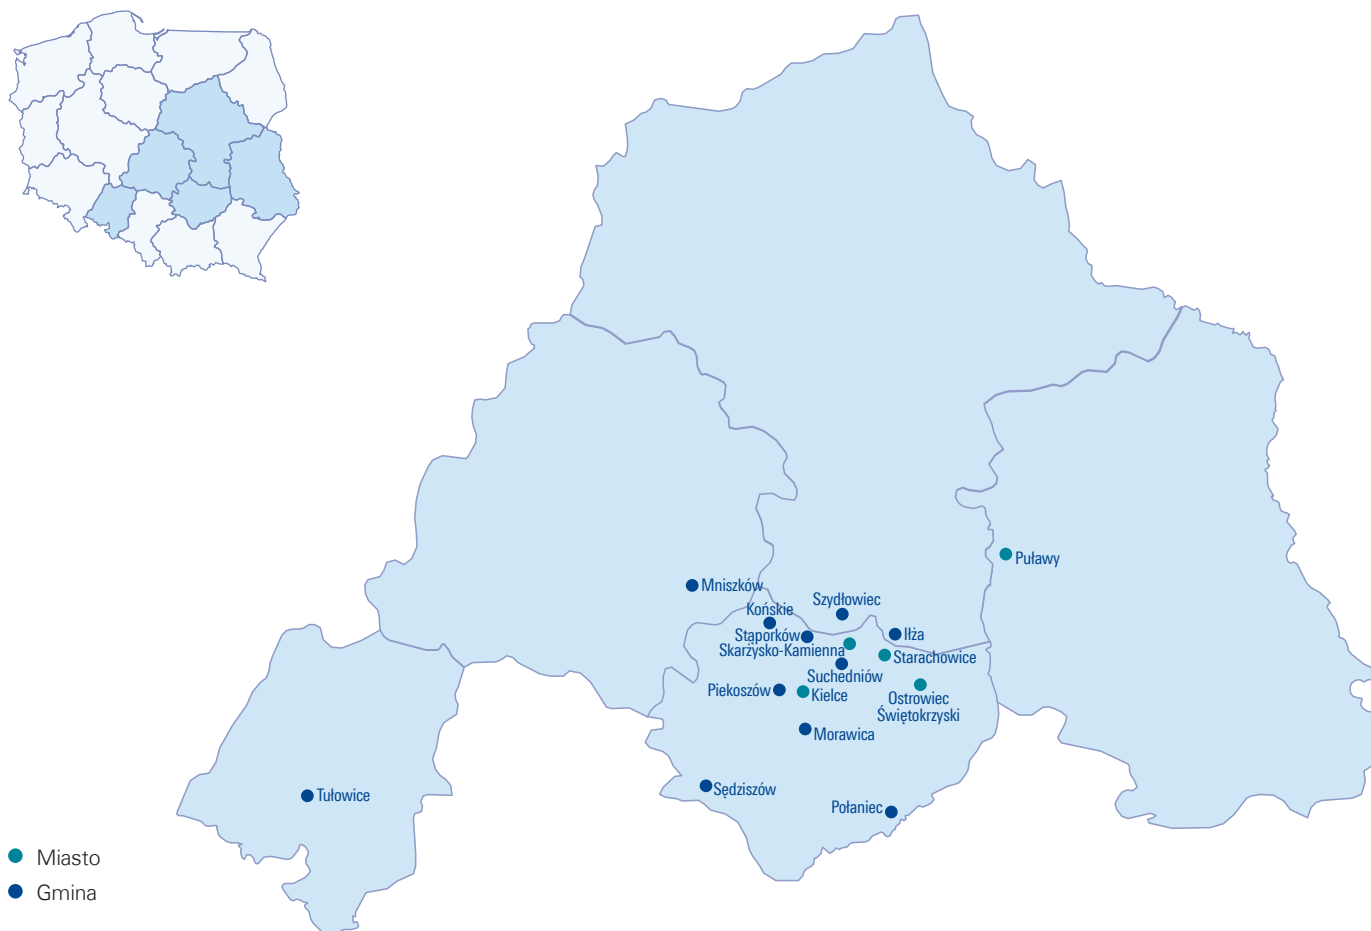 Puławy
Mniszków
Szydłowiec
Końskie
Iłża
Stąporków
Skarżysko-Kamienna
Starachowice
Suchedniów
Piekoszów
Kielce
Ostrowiec
Świętokrzyski
Morawica
Sędziszów
Tułowice
Połaniec
Miasto
Gmina